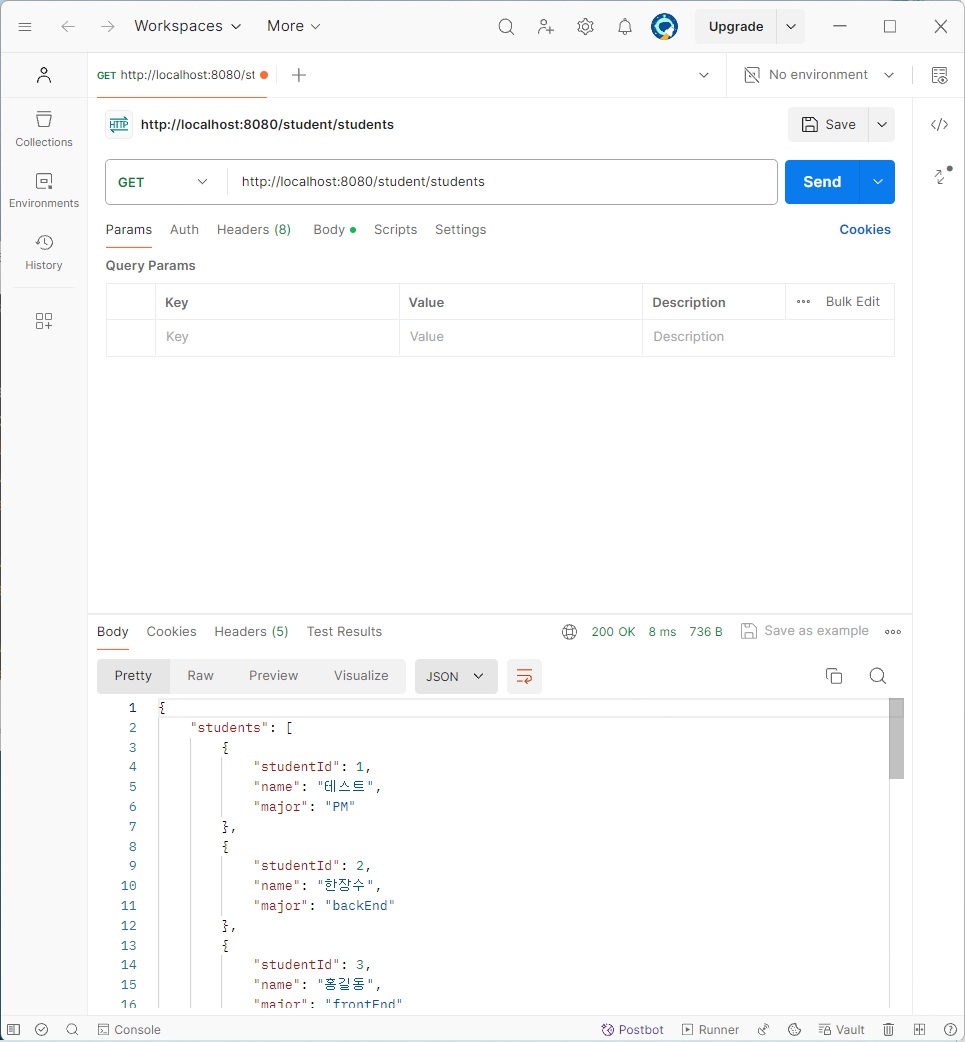 Workspaces More Upgrade
GET http://localhost:8080/st No environment
HTTP http://localhost:8080/student/students Save
Collections
Environments
History
GET http://localhost:8080/student/students Send
Params Auth Headers (8) Body Scripts Settings Cookies
Query Params
Key Value Description Bulk Edit
Key Value Description
Body Cookies Headers (5) Test Results 200 OK 8 ms 736 B Save as example
Pretty Raw Preview Visualize JSON
1 {
2 "students": [
3 {
4 "studentId": 1,
5 "name": "테스트",
6 "major": "PM"
7 },
8 {
9 "studentId": 2,
10 "name": "한장수",
11 "major": "backEnd"
12 },
13 {
14 "studentId": 3,
15 "name": "홍길동",
16 "major": "frontEnd"
Console Postbot Runner Vault